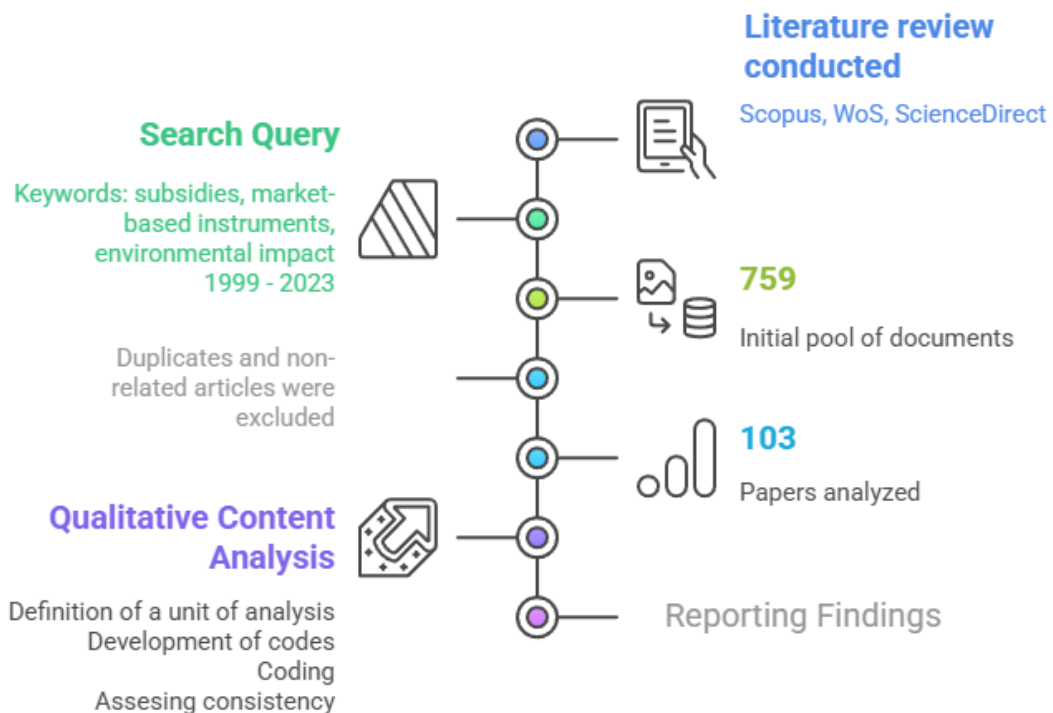 Literature review
conducted
Scopus, WoS, ScienceDirect
Search Query
Keywords: subsidies, market-
based instruments,
environmental impact
1999 - 2023
759
Initial pool of documents
Duplicates and non-
related articles were
excluded
103
Papers analyzed
Qualitative Content
Analysis
Definition of a unit of analysis
Development of codes
Coding
Assesing consistency
Reporting Findings